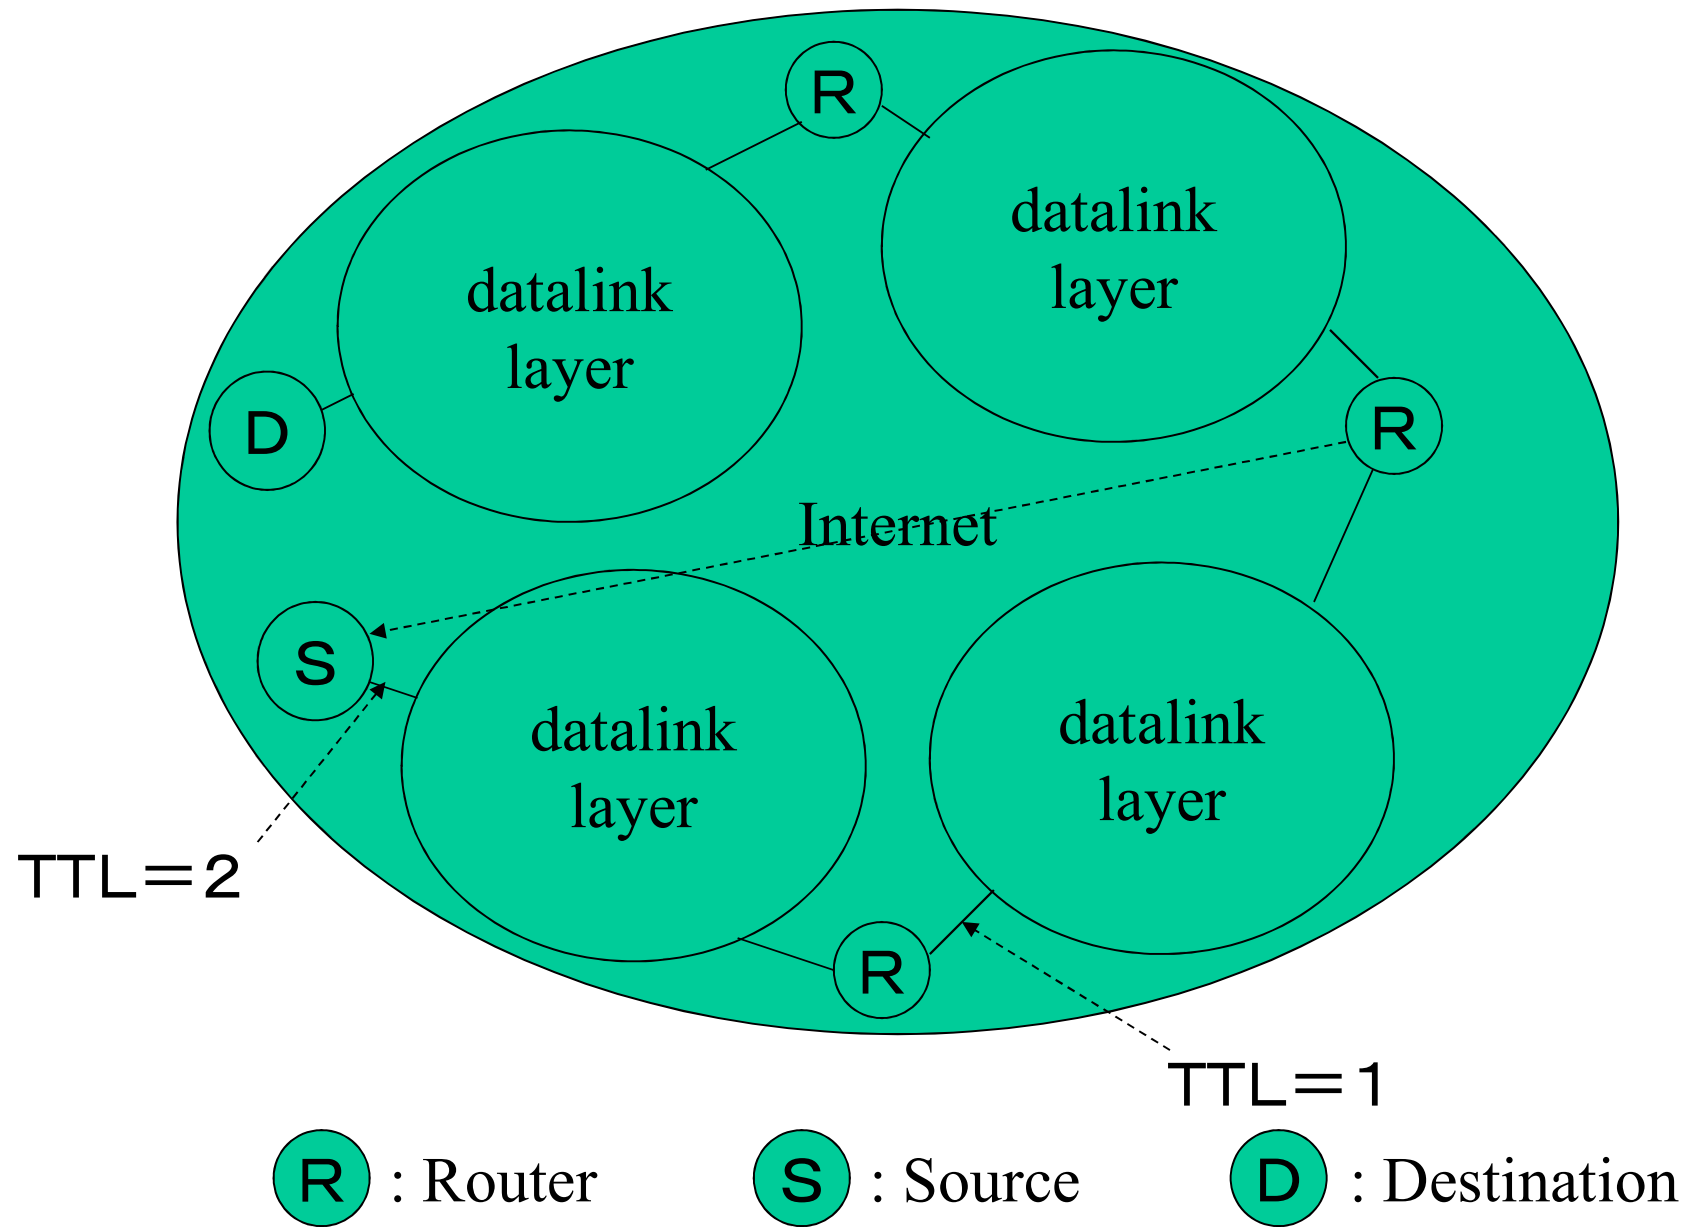 R
datalink
layer
datalink
layer
D
R
Internet
S
datalink
layer
datalink
layer
TTL=2
R
TTL=1
R : Router
S : Source
D : Destination